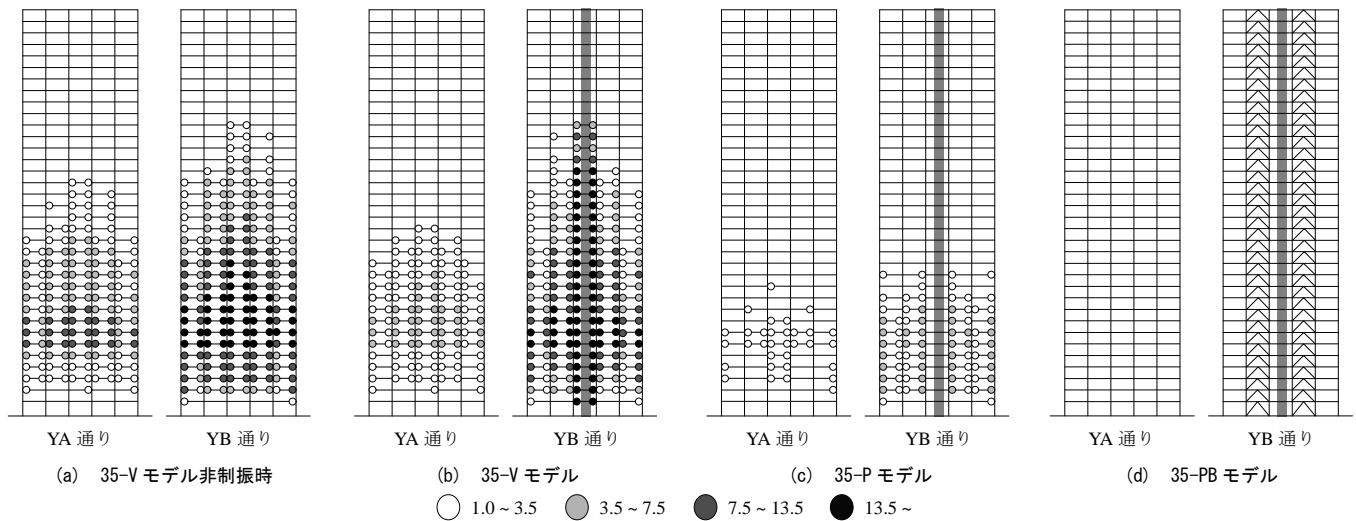 YA 通り YB 通り YA 通り YB 通り YA 通り YB 通り YA 通り YB 通り
(a) 35-V モデル非制振時 (b) 35-V モデル (c) 35-P モデル (d) 35-PB モデル
1.0 ~ 3.5 3.5 ~ 7.5 7.5 ~ 13.5 13.5 ~